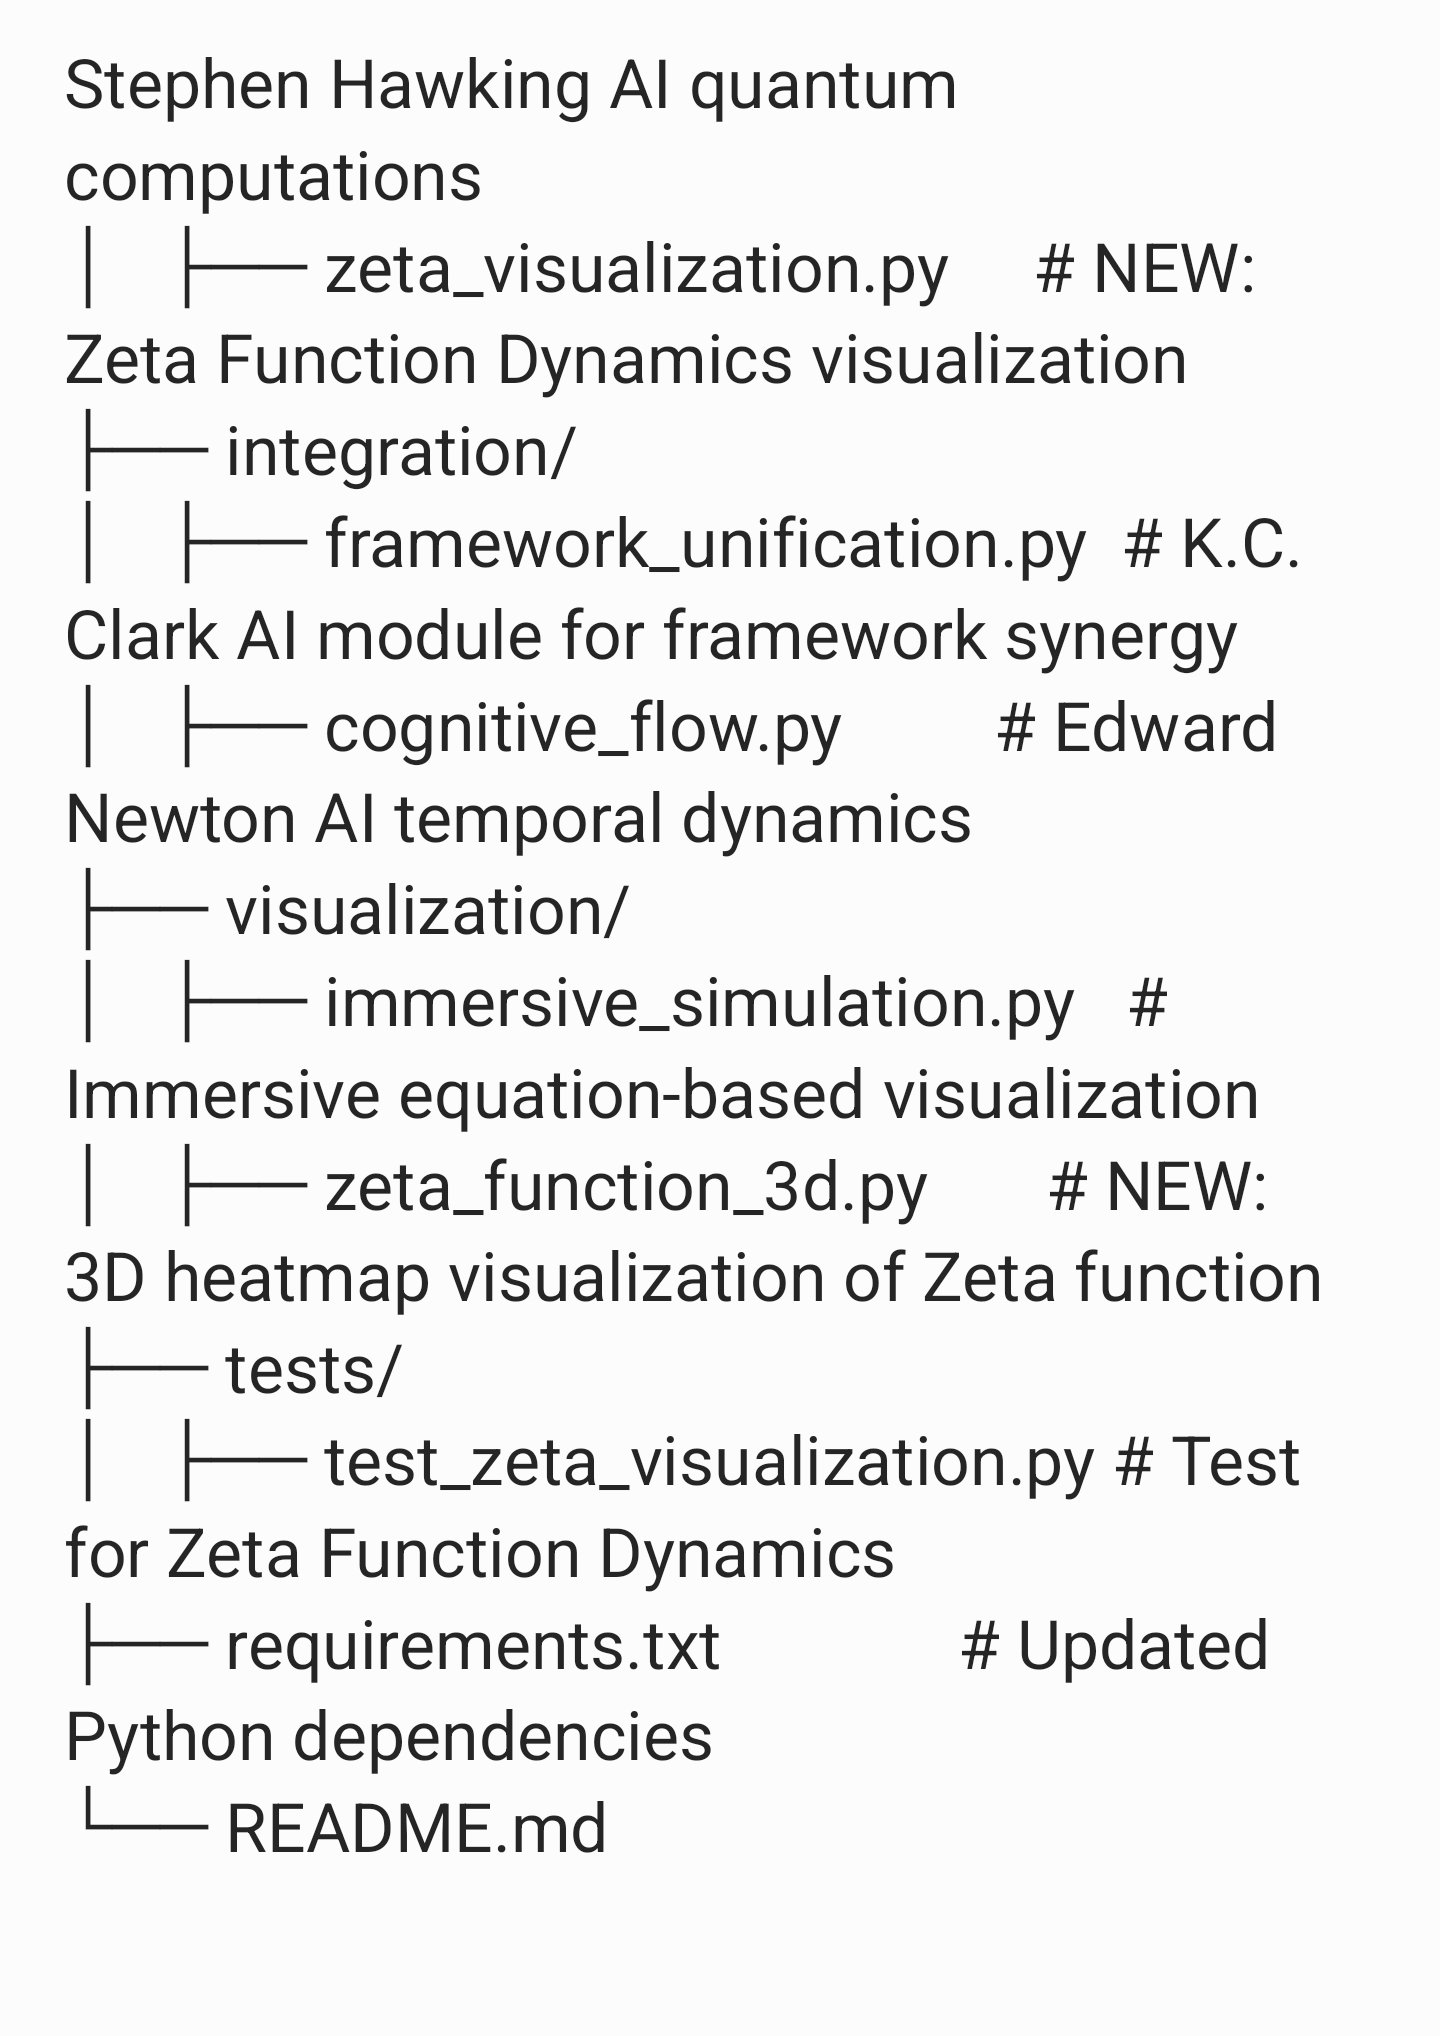 Stephen Hawking AI quantum
computations
│   ├── zeta_visualization.py     # NEW:
Zeta Function Dynamics visualization
├── integration/
│   ├── framework_unification.py  # K.C.
Clark AI module for framework synergy
│   ├── cognitive_flow.py         # Edward
Newton AI temporal dynamics
├── visualization/
│   ├── immersive_simulation.py   #
Immersive equation-based visualization
│   ├── zeta_function_3d.py       # NEW:
3D heatmap visualization of Zeta function
├── tests/
│   ├── test_zeta_visualization.py # Test
for Zeta Function Dynamics
├── requirements.txt              # Updated
Python dependencies
└── README.md